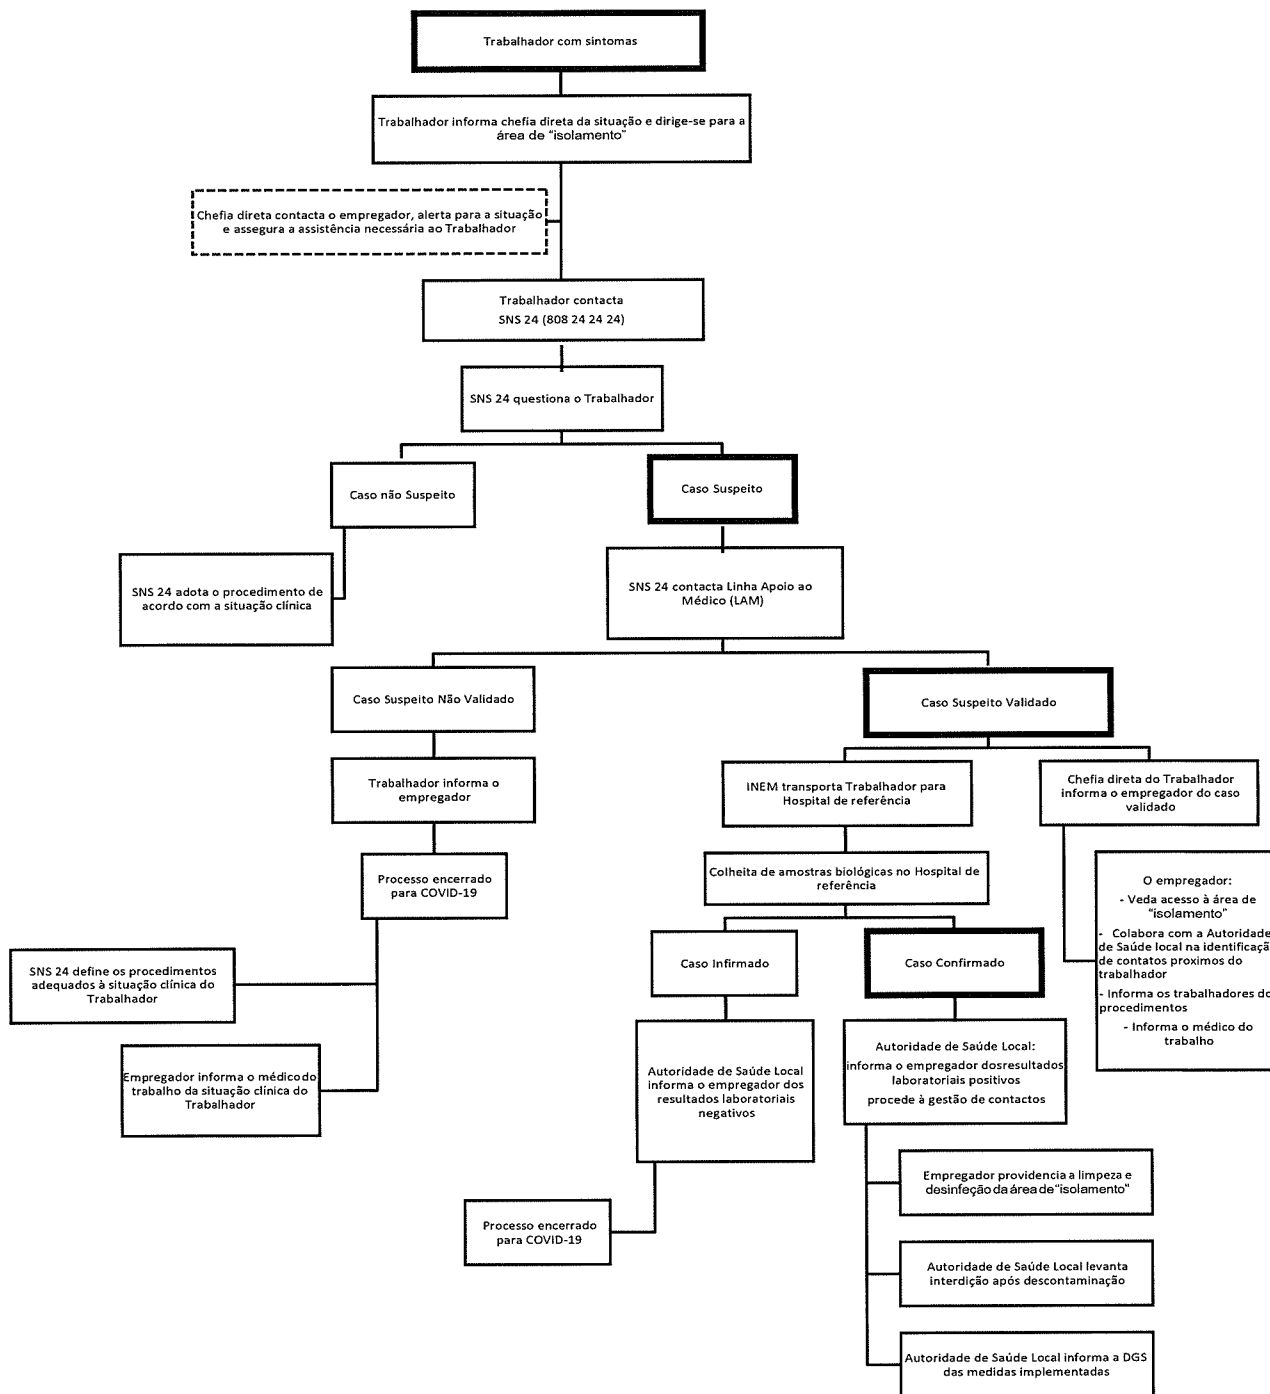 Trabalhador com sintomas
Trabalhador informa chefia direta da situação e dirige-se para a
área de “isolamento”
Chefia direta contacta o empregador, alerta para a situação
e assegura a assistência necessária ao Trabalhador
Trabalhador contacta
SNS 24 (808 24 24 24)
SNS 24 questiona o Trabalhador
Caso não Suspeito
Caso Suspeito
SNS 24 adota o procedimento de
acordo com a situação clínica
SNS 24 contacta Linha Apoio ao
Médico (LAM)
Caso Suspeito Não Validado
Caso Suspeito Validado
Trabalhador informa o
empregador
INEM transporta Trabalhador para
Hospital de referência
Chefia direta do Trabalhador
informa o empregador do caso
validado
Processo encerrado
para COVID-19
Colheita de amostras biológicas no Hospital de
referência
O empregador:
- Veda acesso à área de
“isolamento”
- Colabora com a Autoridade
de Saúde local na identificaçã
de contatos proximos do
trabalhador
- Informa os trabalhadores do
procedimentos
- Informa o médico do
trabalho
SNS 24 define os procedimentos
adequados à situação clínica do
Trabalhador
Caso Infirmado
Caso Confirmado
Empregador informa o médico do
trabalho da situação clínica do
Trabalhador
Autoridade de Saúde Local
informa o empregador dos
resultados laboratoriais
negativos
Autoridade de Saúde Local:
informa o empregador dosresultados
laboratoriais positivos
procede à gestão de contactos
Processo encerrado
para COVID-19
Empregador providencia a limpeza e
desinfeção da área de “isolamento”
Autoridade de Saúde Local levanta
interdição após descontaminação
Autoridade de Saúde Local informa a DGS
das medidas implementadas